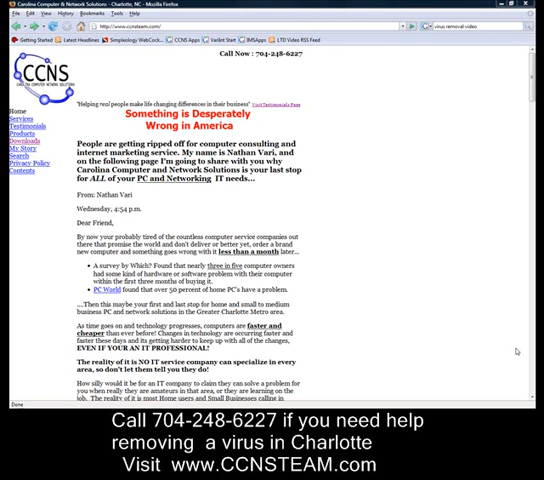 Carolina Computer & Network Solutions - Charlotte, NC - Mozilla Firefox
File Edit View History Bookmarks Tools Help
http://www.ccnsteam.com/
virus removal video
Getting Started Latest Headlines Simpleology WebCock... CCNS Apps Varilnt Start IMSApps LTD Video RSS Feed
Call Now : 704-248-6227
CCNS
CAROLINA COMPUTER NETWORK SOLUTIONS
"Helping real people make life changing differences in their business" Visit Testimonials Page
Something is Desperately
Wrong in America
Home
Services
Testimonials
Products
Downloads
My Story
Search
Privacy Policy
Contents
People are getting ripped off for computer consulting and
internet marketing service. My name is Nathan Vari, and
on the following page I'm going to share with you why
Carolina Computer and Network Solutions is your last stop
for ALL of your PC and Networking IT needs...
From: Nathan Vari
Wednesday, 4:54 p.m.
Dear Friend,
By now your probably tired of the countless computer service companies out
there that promise the world and don't deliver or better yet, order a brand
new computer and something goes wrong with it less than a month later...
A survey by Which? Found that nearly three in five computer owners
had some kind of hardware or software problem with their computer
within the first three months of buying it.
PC World found that over 50 percent of home PC's have a problem.
....Then this maybe your first and last stop for home and small to medium
business PC and network solutions in the Greater Charlotte Metro area.
As time goes on and technology progresses, computers are faster and
cheaper than ever before! Changes in technology are occurring faster and
faster these days and its getting harder to keep up with all of the changes,
EVEN IF YOUR AN IT PROFESSIONAL!
The reality of it is NO IT service company can specialize in every
area, so don't let them tell you they do!
How silly would it be for an IT company to claim they can solve a problem for
you when really they are amateurs in that area, or they are learning on the
job. The reality of it is most Home users and Small Businesses calling in
Done
Call 704-248-6227 if you need help
removing a virus in Charlotte
Visit www.CCNSTEAM.com